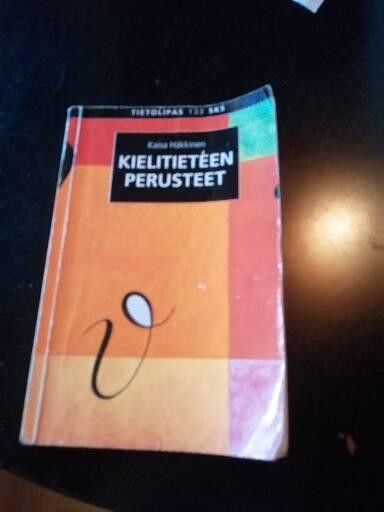 TIETOLIPAS 133 SKS
Kaisa Häkkinen
KIELITIETEEN
PERUSTEET